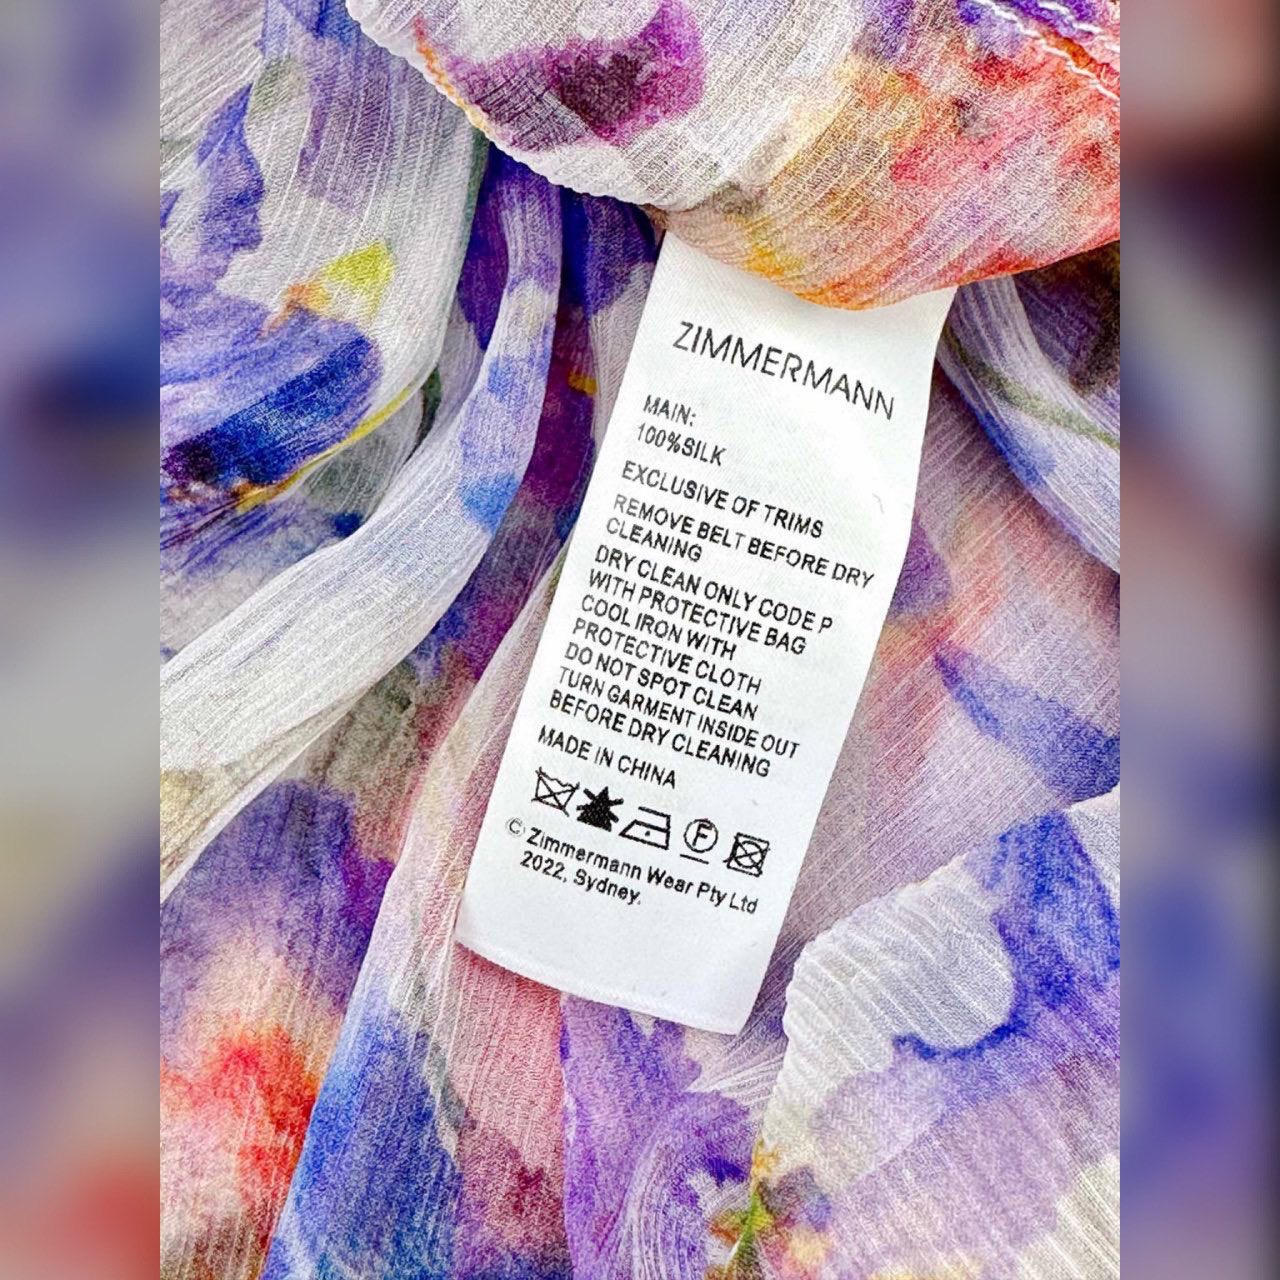 ZIMMERMANN
MAIN:
100%SILK
EXCLUSIVE OF TRIMS
REMOVE BELT BEFORE DRY
CLEANING
DRY CLEAN ONLY CODE P
WITH PROTECTIVE BAG
COOL IRON WITH
PROTECTIVE CLOTH
DO NOT SPOT CLEAN
TURN GARMENT INSIDE OUT
BEFORE DRY CLEANING
MADE IN CHINA
F
© Zimmermann Wear Pty Ltd
2022, Sydney.